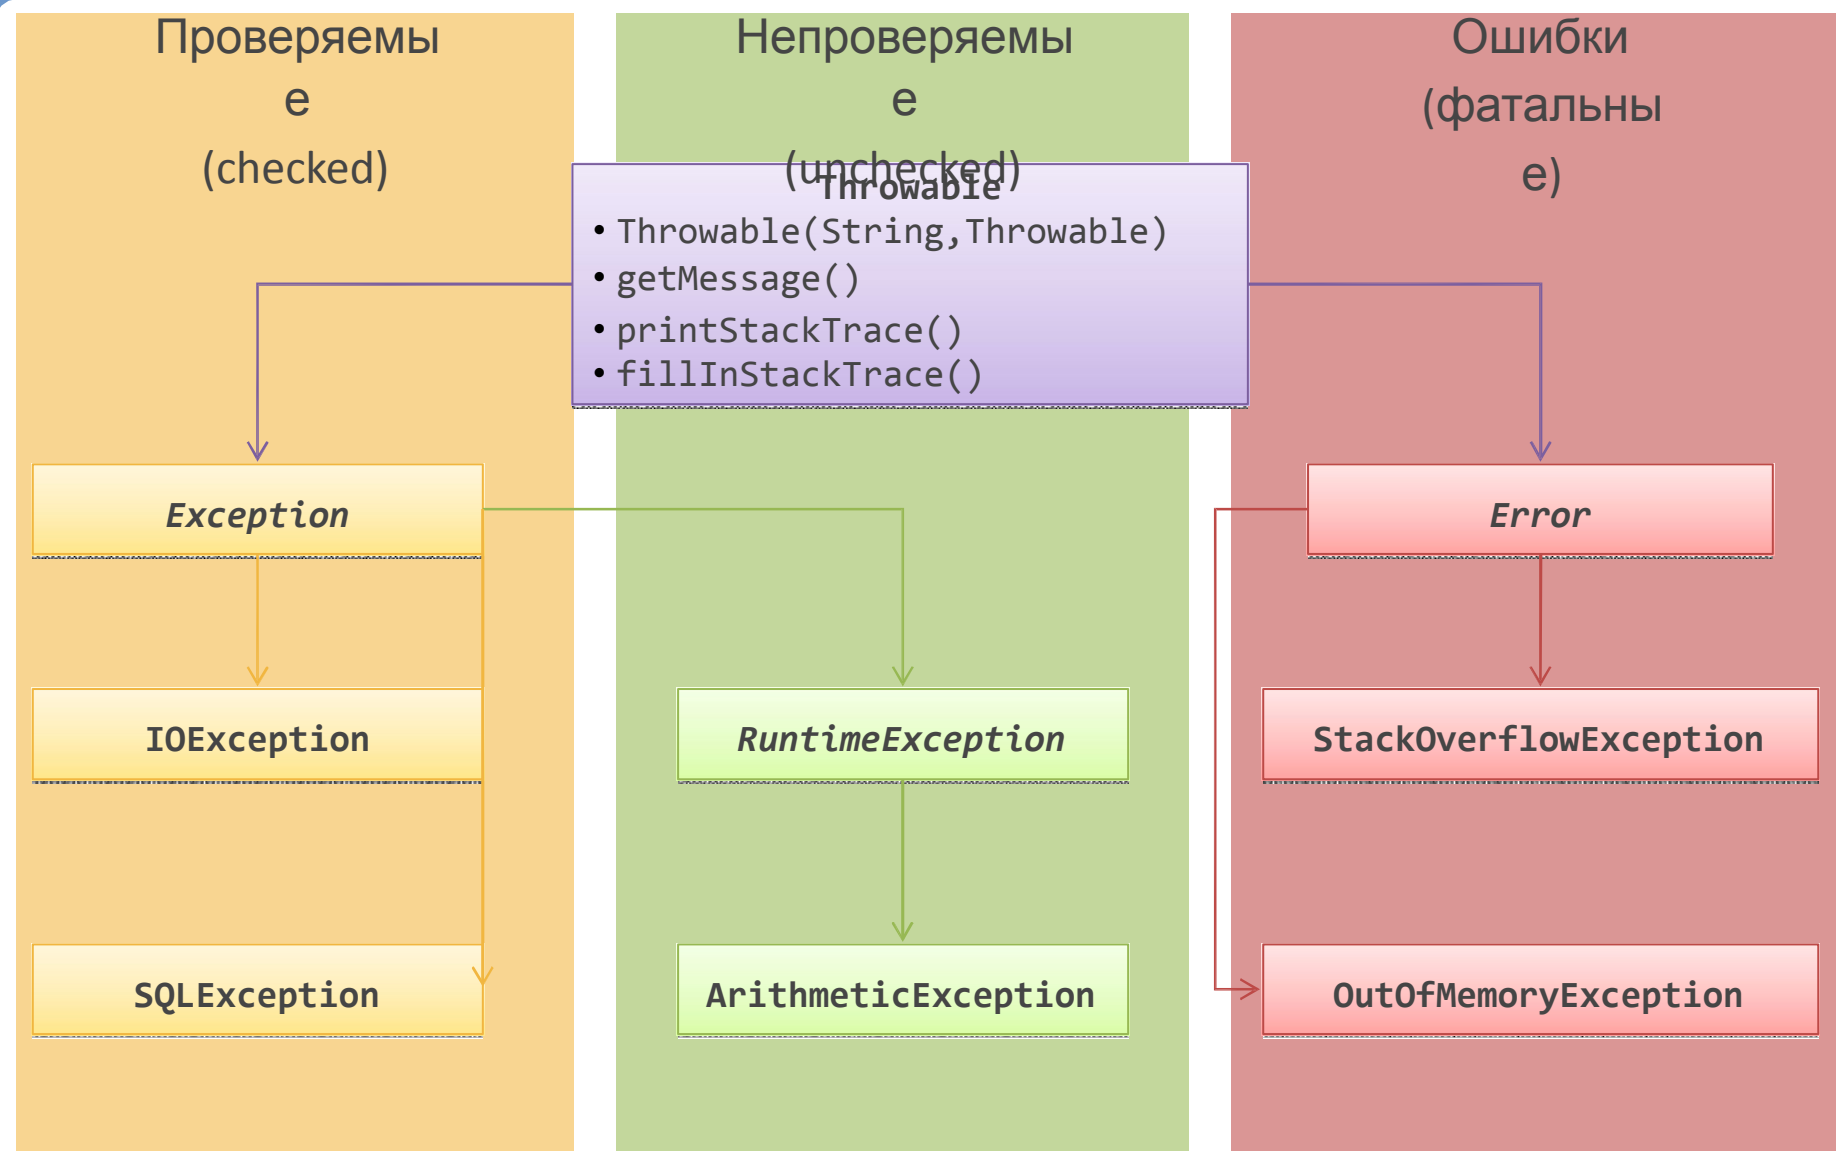 Проверяемы
е
(checked)
Непроверяемы
е
(unchecked)
Ошибки
(фатальны
е)
Throwable
• Throwable(String,Throwable)
• getMessage()
• printStackTrace()
• fillInStackTrace()
Exception
Error
IOException
RuntimeException
StackOverflowException
SQLException
ArithmeticException
OutOfMemoryException